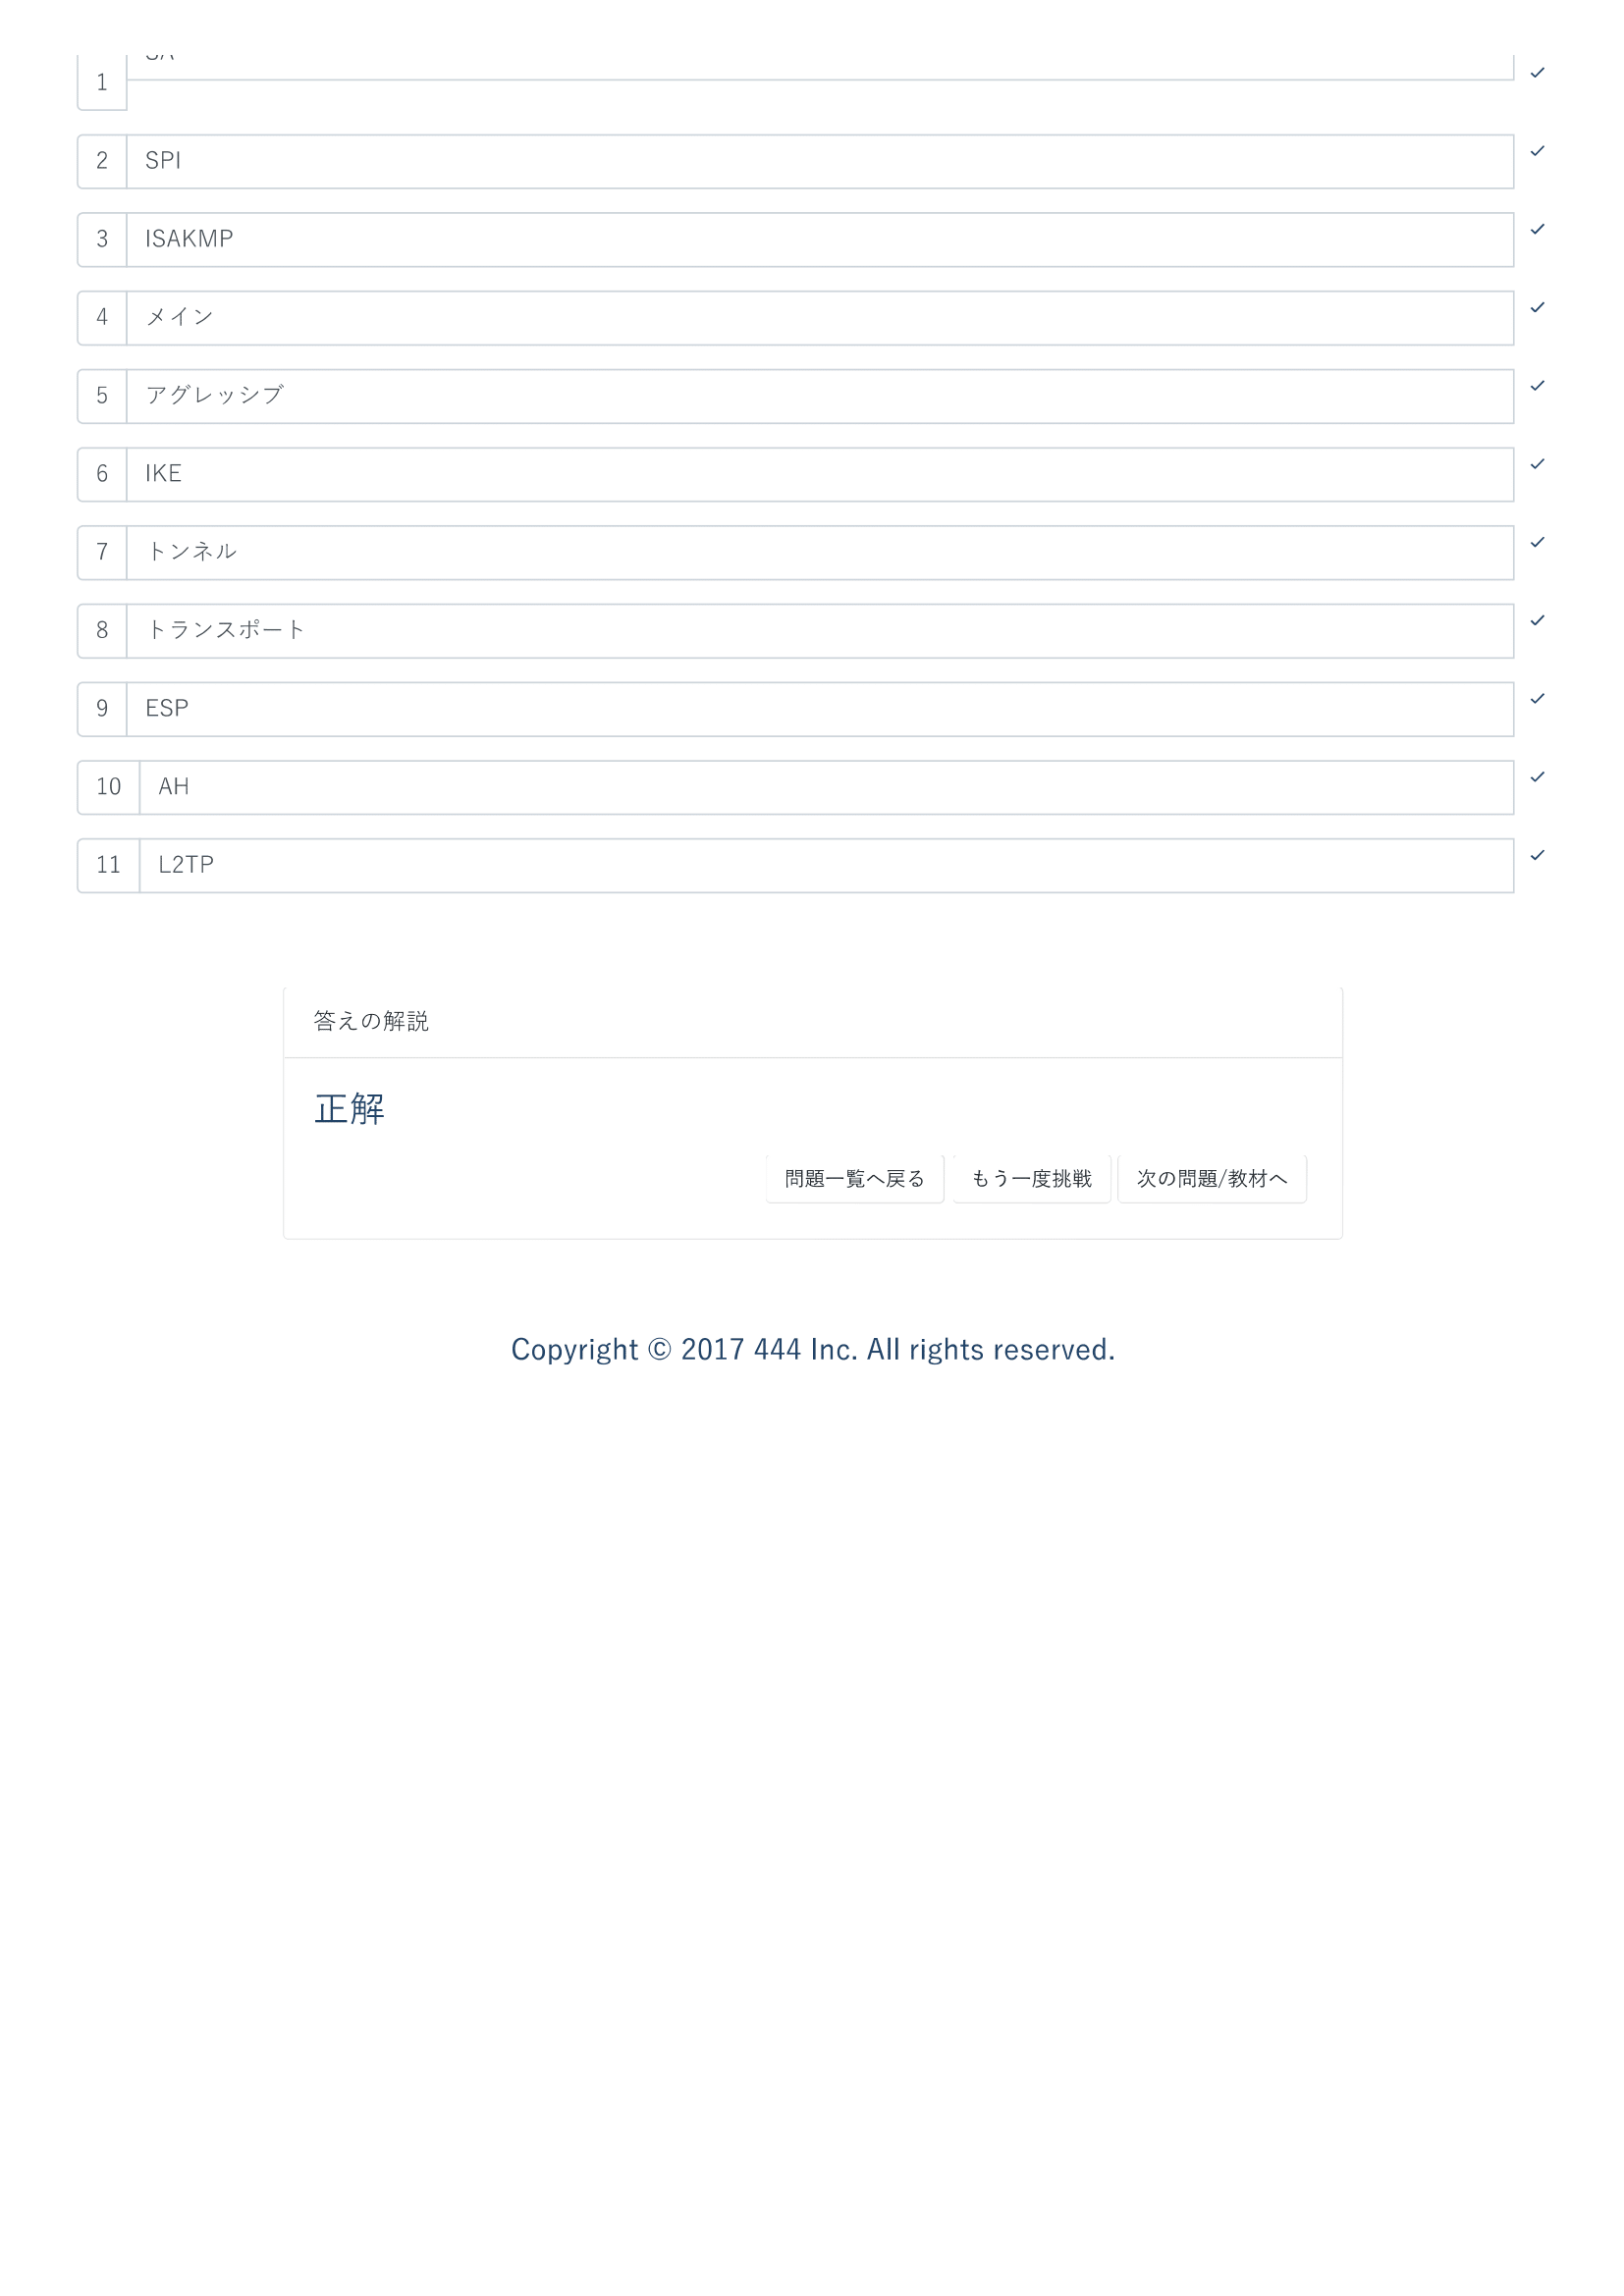 1
2 SPI
3 ISAKMP
4 メイン
5 アグレッシブ
6 IKE
7 トンネル
8 トランスポート
9 ESP
10 AH
11 L2TP
答えの解説
正解
問題一覧へ戻る もう一度挑戦 次の問題/教材へ
Copyright © 2017 444 Inc. All rights reserved.